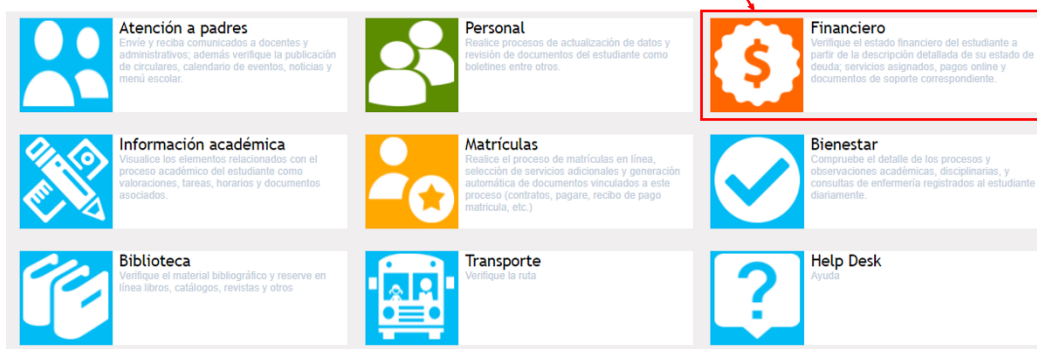 Atención a padres
Envíe y reciba comunicados a docentes y
administrativos; además verifique la publicación
de circulares, calendario de eventos, noticias y
menú escolar.
Personal
Realice procesos de actualización de datos y
revisión de documentos del estudiante como
boletines entre otros.
Financiero
Verifique el estado financiero del estudiante a
partir de la descripción detallada de su estado de
deuda; servicios asignados, pagos online y
documentos de soporte correspondiente.
Información académica
Visualice los elementos relacionados con el
proceso académico del estudiante como
valoraciones, tareas, horarios y documentos
asociados.
Matrículas
Realice el proceso de matrículas en línea,
selección de servicios adicionales y generación
automática de documentos vinculados a este
proceso (contratos, pagare, recibo de pago
matricula, etc.)
Bienestar
Compruebe el detalle de los procesos y
observaciones académicas, disciplinarias, y
consultas de enfermería registrados al estudiante
diariamente.
Biblioteca
Verifique el material bibliográfico y reserve en
línea libros, catálogos, revistas y otros
Transporte
Verifique la ruta
Help Desk
Ayuda